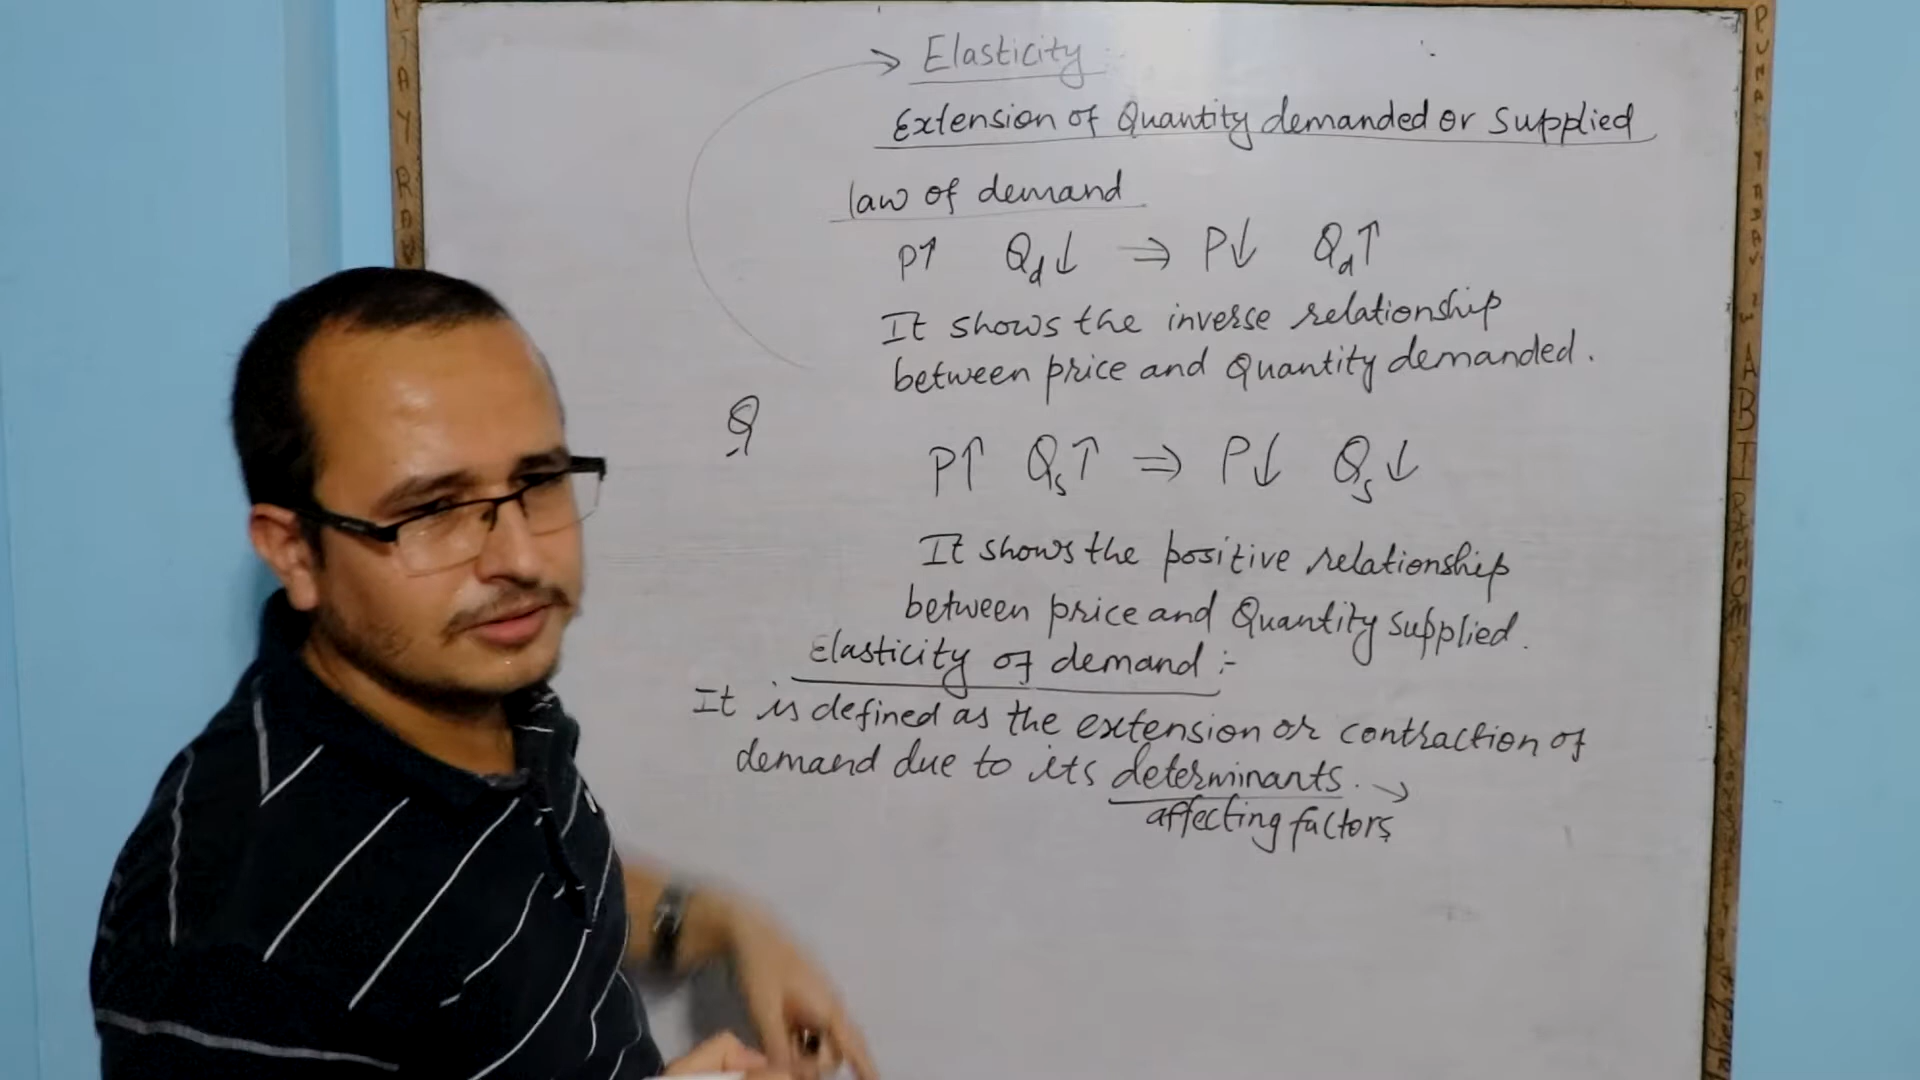 → Elasticity
Extension of Quantity demanded or Supplied
law of demand
P↑ Qd↓ ⇒ P↓ Qd↑
It shows the inverse relationship
between price and Quantity demanded.
Q
P↑ Qs↑ ⇒ P↓ Qs↓
It shows the positive relationship
between price and Quantity supplied.
Elasticity of demand :-
It is defined as the extension or contraction of
demand due to its determinants. →
affecting factors